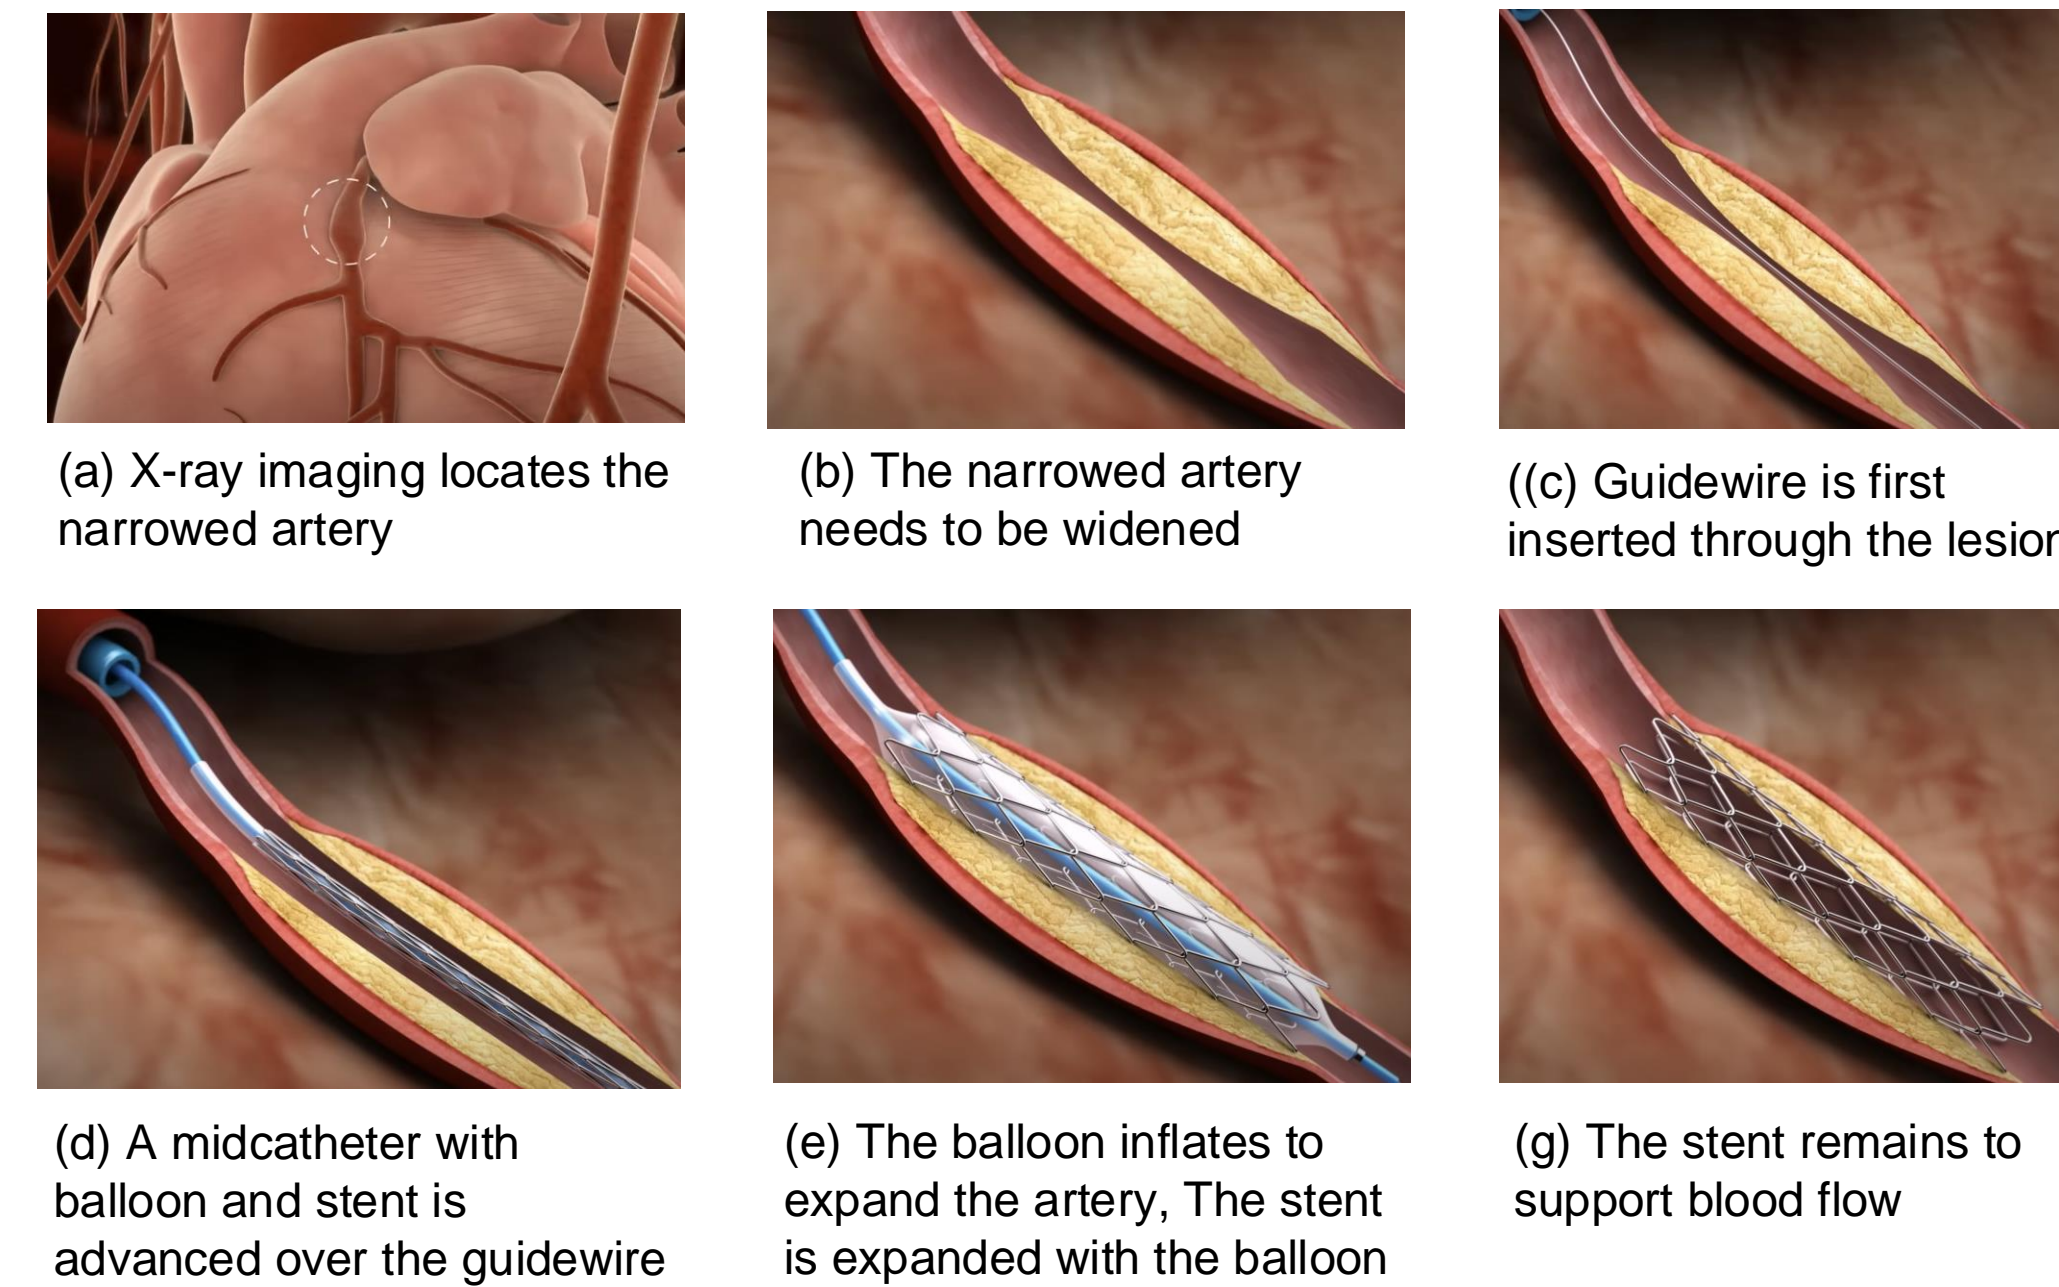 (a) X-ray imaging locates the
narrowed artery
(b) The narrowed artery
needs to be widened
((c) Guidewire is first
inserted through the lesion
(d) A midcatheter with
balloon and stent is
advanced over the guidewire
(e) The balloon inflates to
expand the artery, The stent
is expanded with the balloon
(g) The stent remains to
support blood flow